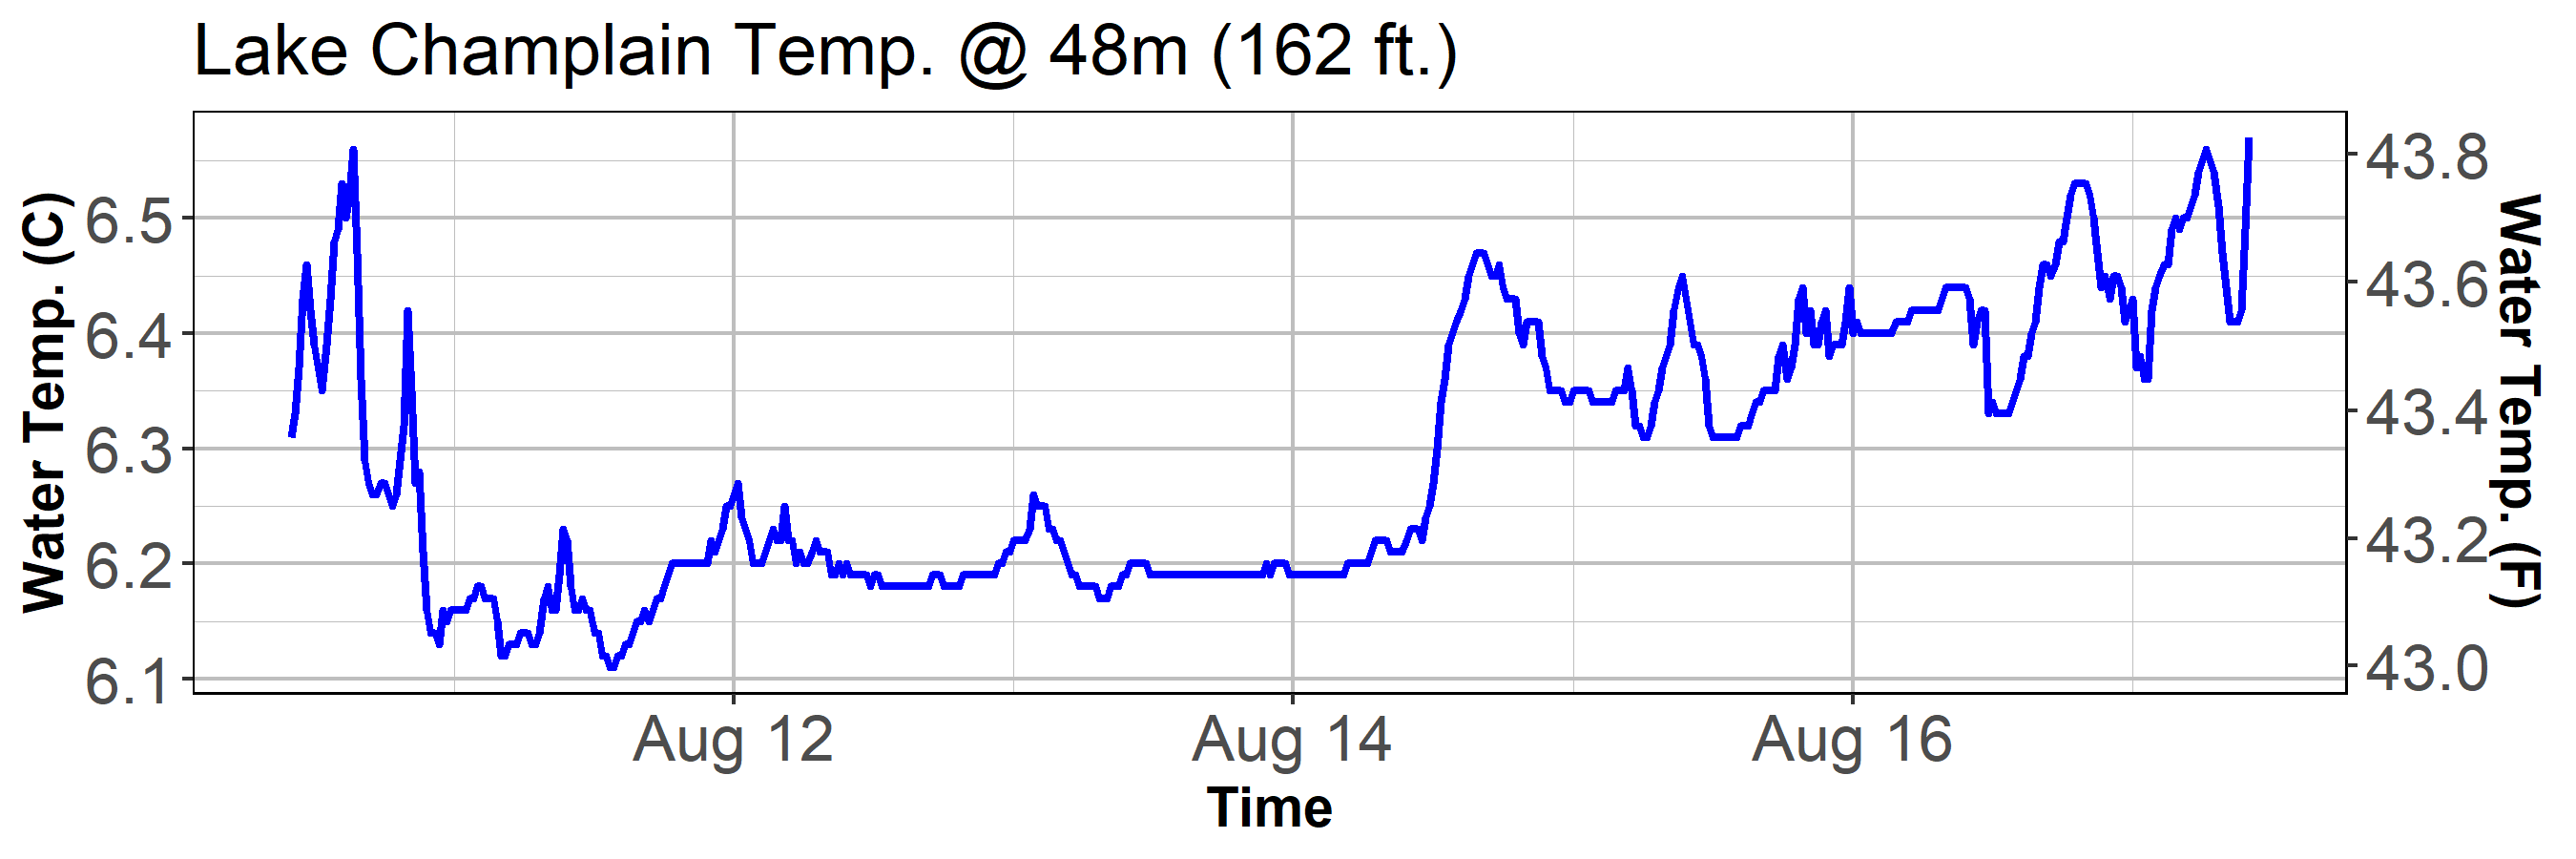 Lake Champlain Temp. @ 48m (162 ft.)
Water Temp. (C)
6.5
6.4
6.3
6.2
6.1
43.8
43.6
43.4
43.2
43.0
Water Temp. (F)
Aug 12 Aug 14 Aug 16
Time